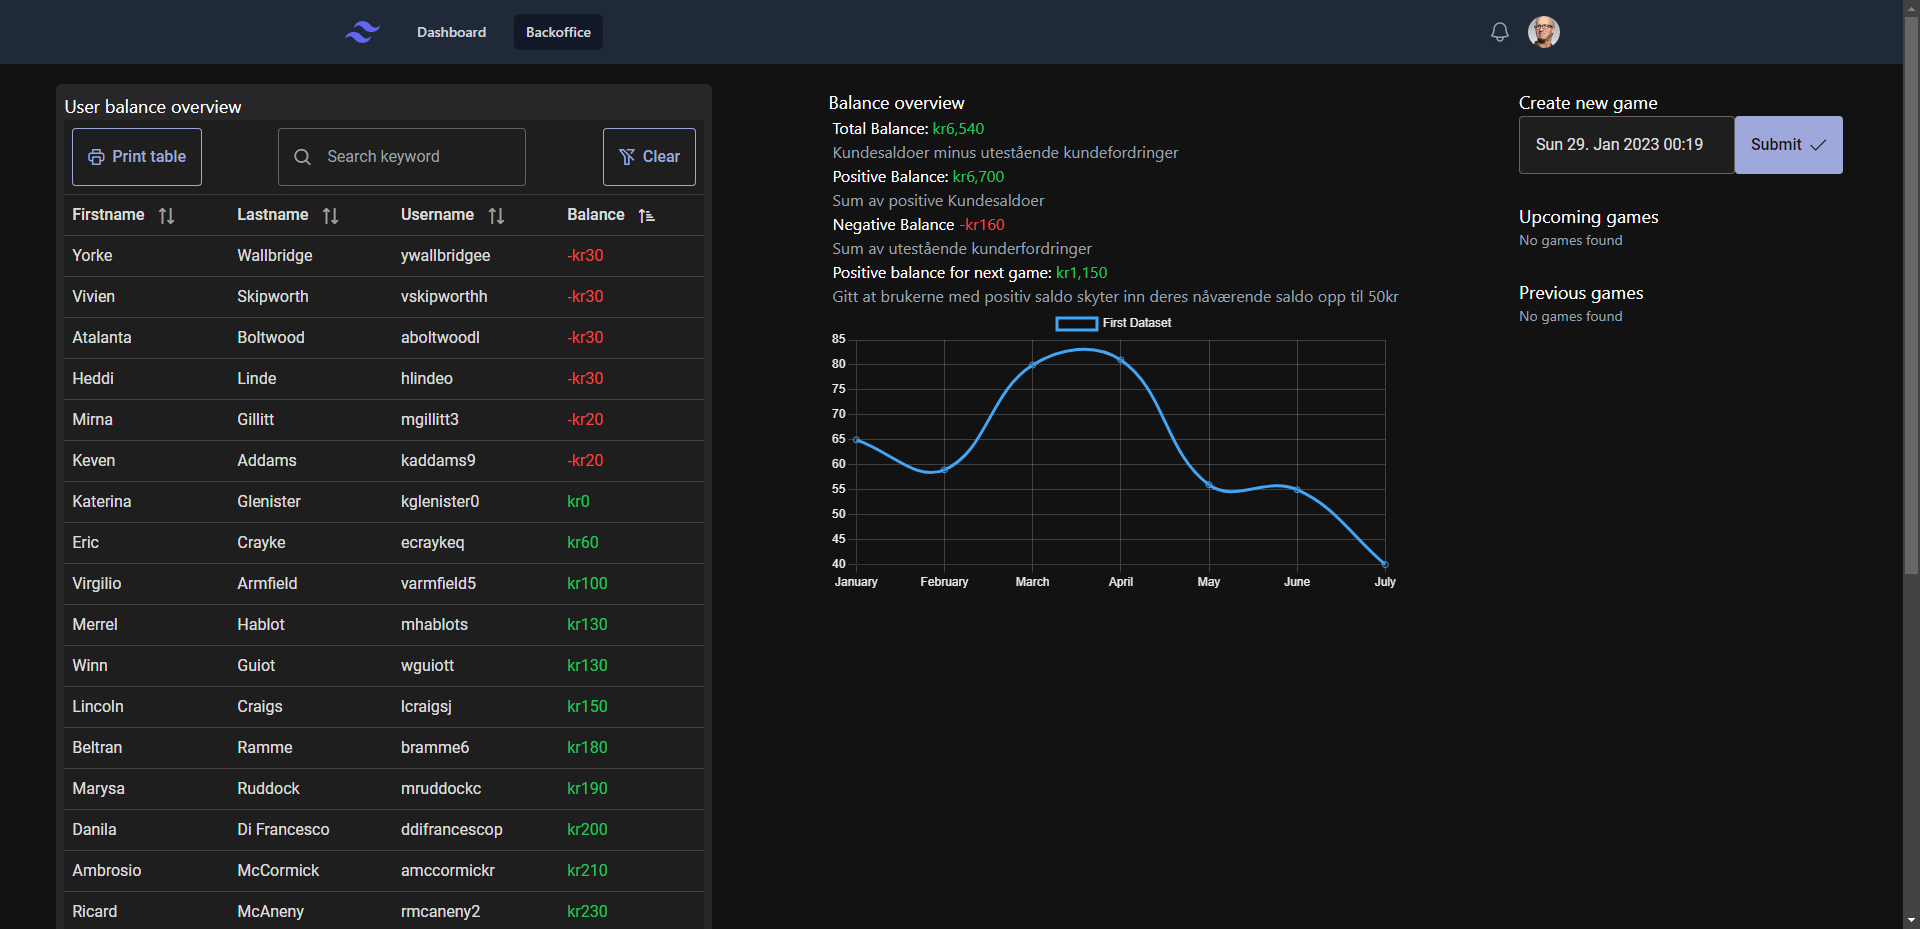 Dashboard Backoffice
User balance overview
Print table Search keyword Clear
Firstname Lastname Username Balance
Yorke Wallbridge ywallbridgee -kr30
Vivien Skipworth vskipworthh -kr30
Atalanta Boltwood aboltwoodl -kr30
Heddi Linde hlindeo -kr30
Mirna Gillitt mgillitt3 -kr20
Keven Addams kaddams9 -kr20
Katerina Glenister kglenister0 kr0
Eric Crayke ecraykeq kr60
Virgilio Armfield varmfield5 kr100
Merrel Hablot mhablots kr130
Winn Guiot wguiott kr130
Lincoln Craigs lcraigsj kr150
Beltran Ramme bramme6 kr180
Marysa Ruddock mruddockc kr190
Danila Di Francesco ddifrancescop kr200
Ambrosio McCormick amccormickr kr210
Ricard McAneny rmcaneny2 kr230
Balance overview
Total Balance: kr6,540
Kundesaldoer minus utestående kundefordringer
Positive Balance: kr6,700
Sum av positive Kundesaldoer
Negative Balance -kr160
Sum av utestående kunderfordringer
Positive balance for next game: kr1,150
Gitt at brukerne med positiv saldo skyter inn deres nåværende saldo opp til 50kr
First Dataset
85
80
75
70
65
60
55
50
45
40
January February March April May June July
Create new game
Sun 29. Jan 2023 00:19 Submit
Upcoming games
No games found
Previous games
No games found